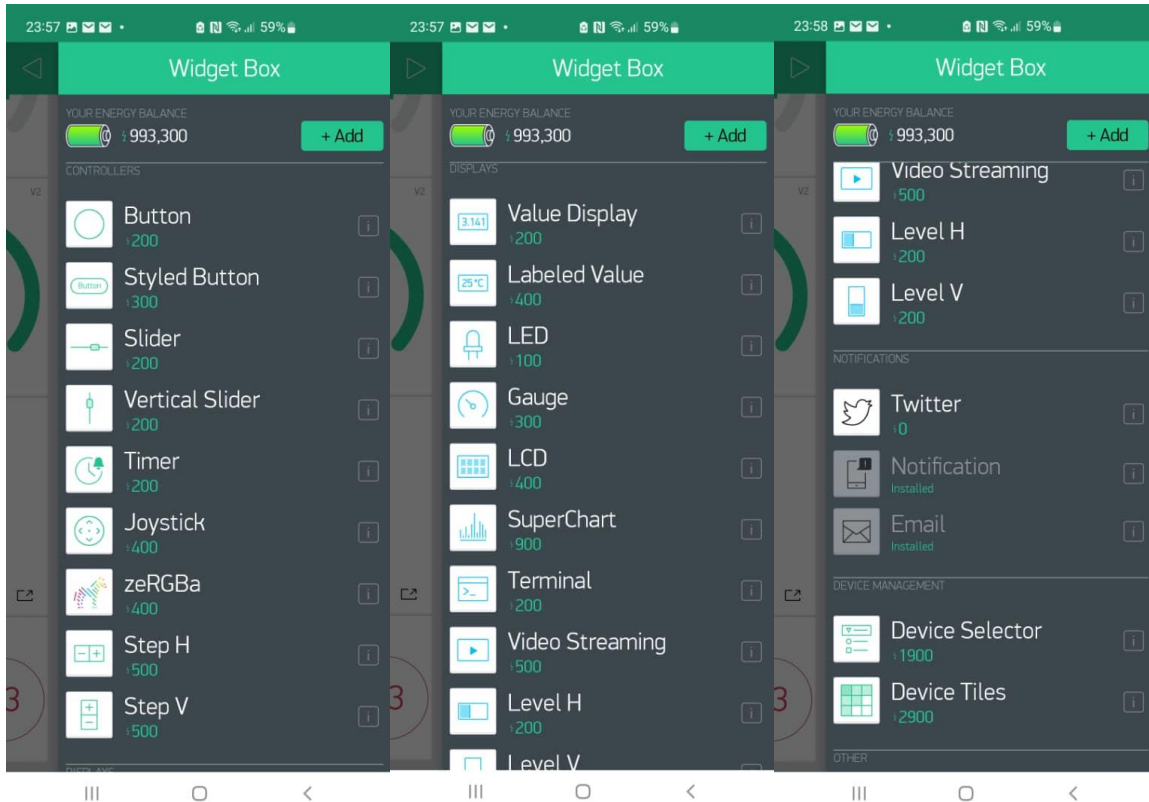 23:57 59%
Widget Box
YOUR ENERGY BALANCE
993,300
+ Add
CONTROLLERS
V2
Button
200
Button
Styled Button
300
Slider
200
Vertical Slider
200
Timer
200
Joystick
400
zeRGBa
400
Step H
500
Step V
500
DISPLAYS
3
23:57 59%
Widget Box
YOUR ENERGY BALANCE
993,300
+ Add
DISPLAYS
V2
3.141
Value Display
200
25°C
Labeled Value
400
LED
100
Gauge
300
LCD
400
SuperChart
900
Terminal
200
Video Streaming
500
Level H
200
Level V
3
23:58 59%
Widget Box
YOUR ENERGY BALANCE
993,300
+ Add
V2
Video Streaming
500
Level H
200
Level V
200
NOTIFICATIONS
Twitter
0
Notification
Installed
Email
Installed
DEVICE MANAGEMENT
Device Selector
1900
Device Tiles
2900
OTHER
3